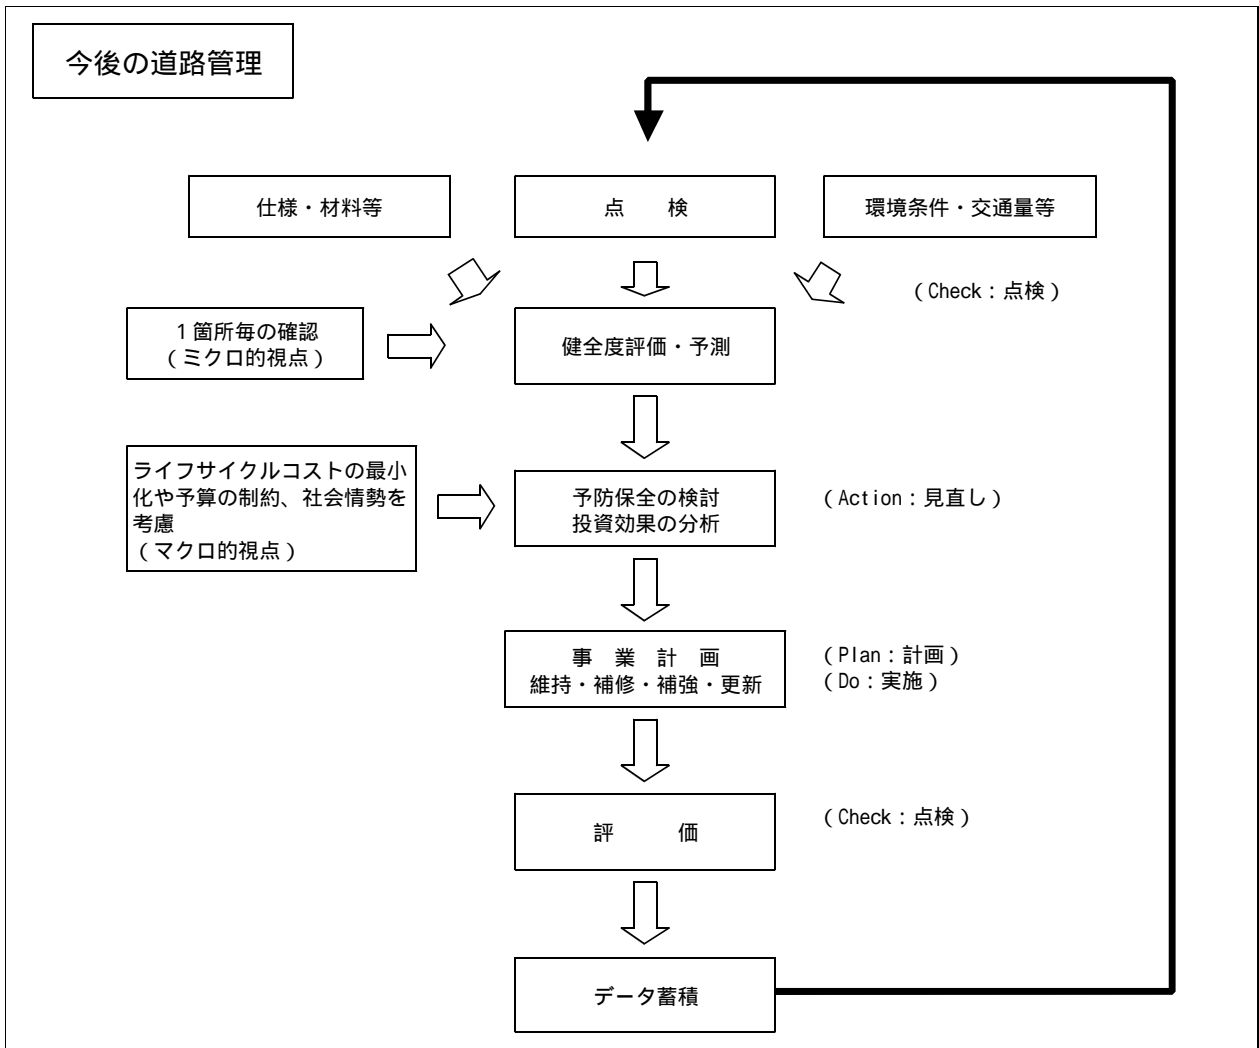 今後の道路管理
仕様・材料等
点　　検
環境条件・交通量等
（Check：点検）
１箇所毎の確認
（ミクロ的視点）
健全度評価・予測
ライフサイクルコストの最小
化や予算の制約、社会情勢を
考慮
（マクロ的視点）
予防保全の検討
投資効果の分析
（Action：見直し）
事　業　計　画
維持・補修・補強・更新
（Plan：計画）
（Do：実施）
評　　　価
（Check：点検）
データ蓄積